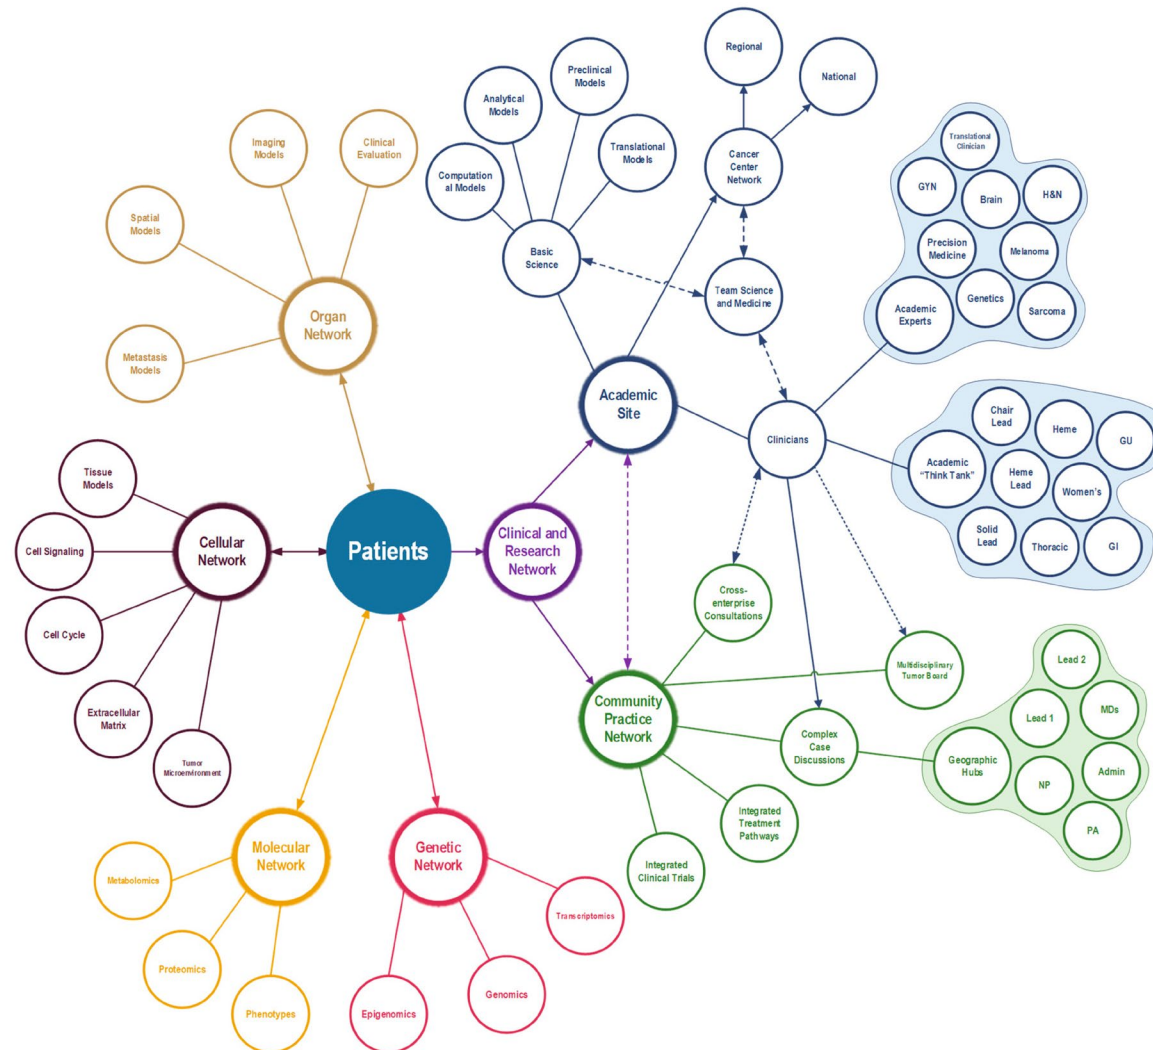 Regional
National
Preclinical
Models
Analytical
Models
Translational
Models
Computation
al Models
Basic
Science
Cancer
Center
Network
Team Science
and Medicine
Imaging
Models
Clinical
Evaluation
Spatial
Models
Metastasis
Models
Organ
Network
Academic
Site
Clinicians
Translational
Clinician
GYN
Brain
H&N
Precision
Medicine
Melanoma
Academic
Experts
Genetics
Sarcoma
Chair
Lead
Heme
GU
Academic
“Think Tank”
Heme
Lead
Women’s
Solid
Lead
Thoracic
GI
Tissue
Models
Cell Signaling
Cell Cycle
Extracellular
Matrix
Tumor
Microenvironment
Cellular
Network
Patients
Clinical and
Research
Network
Cross-
enterprise
Consultations
Multidisciplinary
Tumor Board
Community
Practice
Network
Complex
Case
Discussions
Integrated
Treatment
Pathways
Integrated
Clinical Trials
Lead 2
Lead 1
MDs
Geographic
Hubs
NP
Admin
PA
Molecular
Network
Metabolomics
Proteomics
Phenotypes
Genetic
Network
Transcriptomics
Genomics
Epigenomics